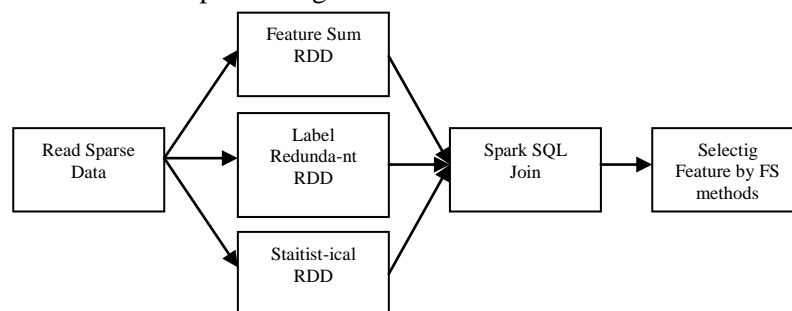 Feature Sum
RDD
Read Sparse
Data
Label
Redunda-nt
RDD
Spark SQL
Join
Selectig
Feature by FS
methods
Staitist-ical
RDD